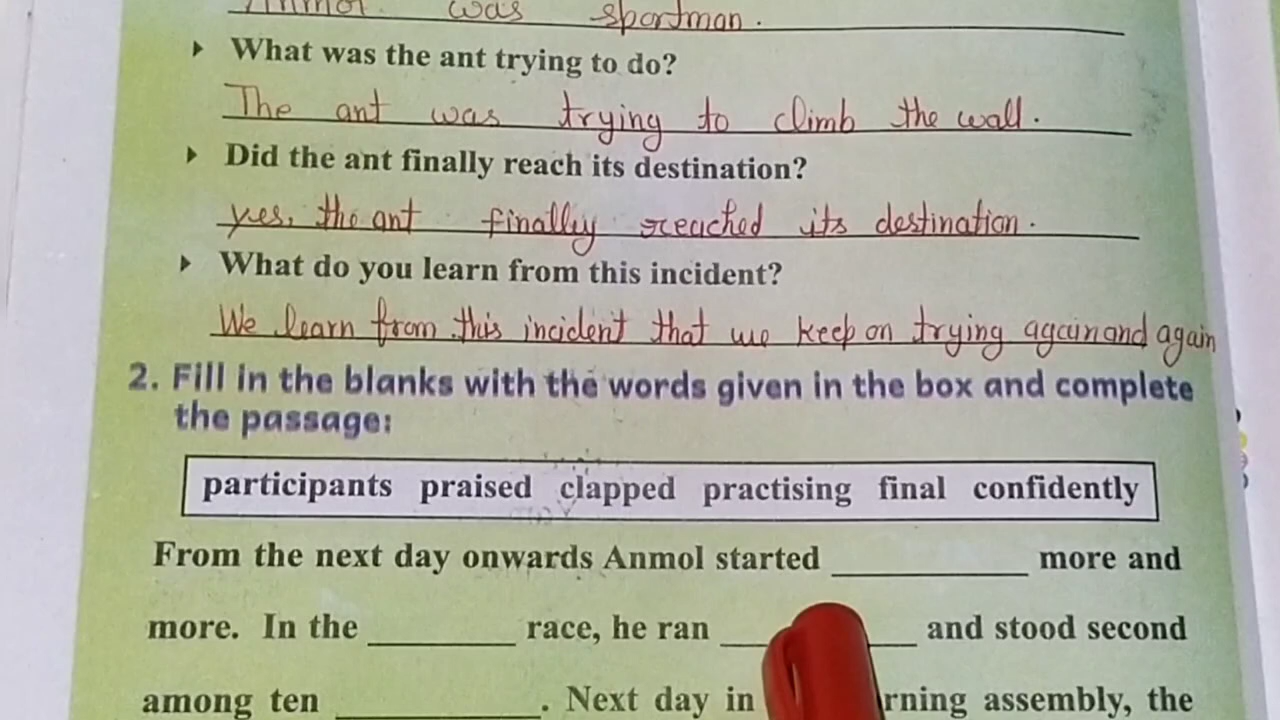 Anmol was sportman.
What was the ant trying to do?
The ant was trying to climb the wall.
Did the ant finally reach its destination?
yes, the ant finally reached its destination.
What do you learn from this incident?
We learn from this incident that we keep on trying again and again
2. Fill in the blanks with the words given in the box and complete
the passage:
participants praised clapped practising final confidently
From the next day onwards Anmol started __________ more and
more. In the __________ race, he ran __________ and stood second
among ten __________. Next day in rning assembly, the